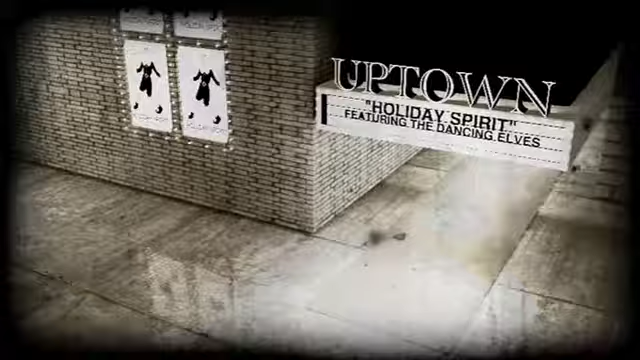 UPTOWN
"HOLIDAY SPIRIT"
FEATURING THE DANCING ELVES